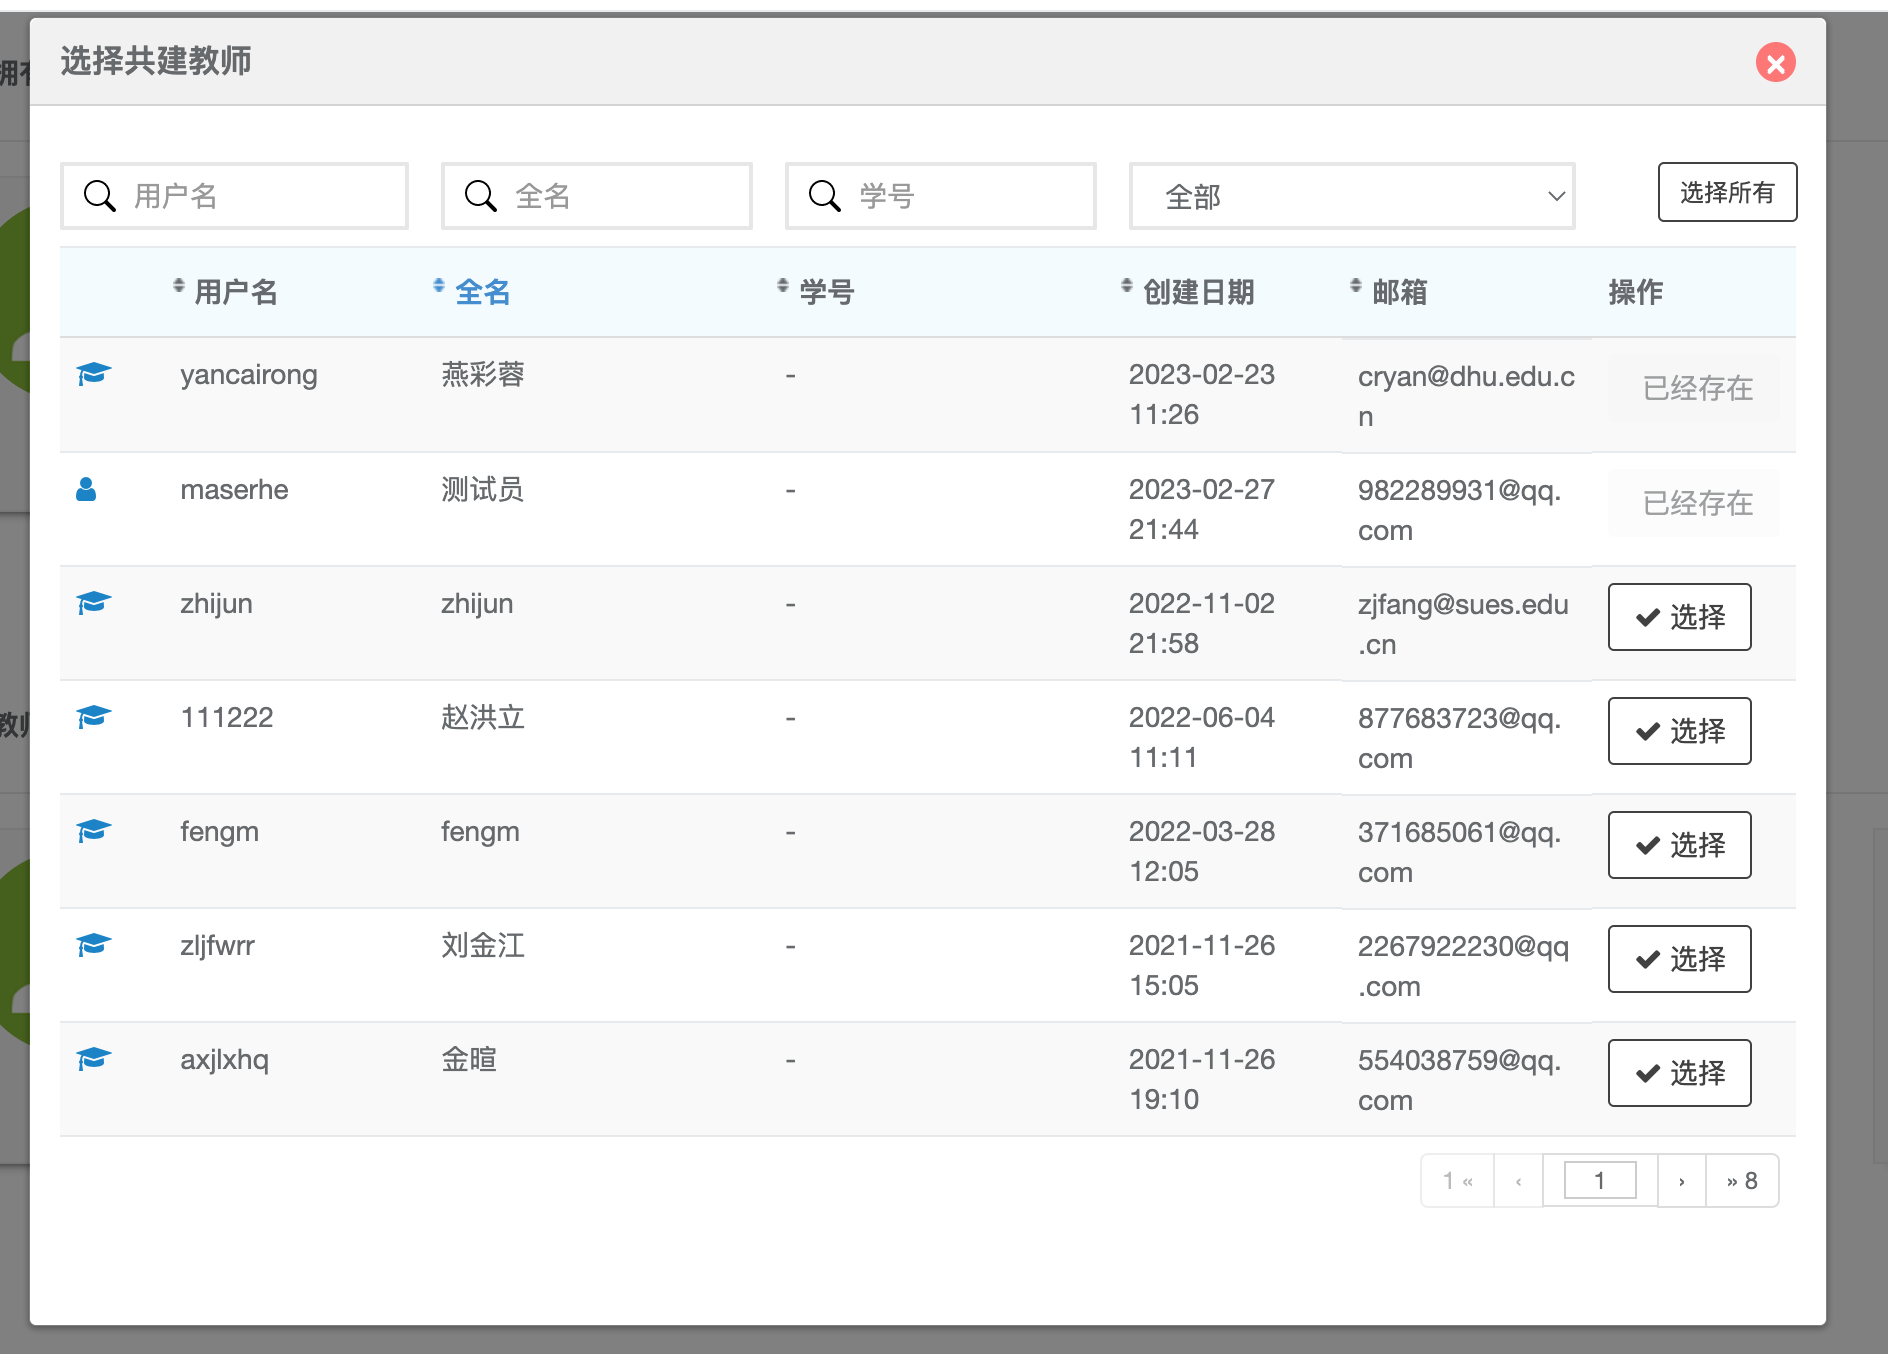 选择共建教师
用户名 全名 学号 全部 选择所有
用户名 全名 学号 创建日期 邮箱 操作
yancairong 燕彩蓉 - 2023-02-23 cryan@dhu.edu.c 已经存在
11:26 n
maserhe 测试员 - 2023-02-27 982289931@qq. 已经存在
21:44 com
zhijun zhijun - 2022-11-02 zjfang@sues.edu 选择
21:58 .cn
111222 赵洪立 - 2022-06-04 877683723@qq. 选择
11:11 com
fengm fengm - 2022-03-28 371685061@qq. 选择
12:05 com
zljfwrr 刘金江 - 2021-11-26 2267922230@qq 选择
15:05 .com
axjlxhq 金暄 - 2021-11-26 554038759@qq. 选择
19:10 com
1 « ‹ 1 › » 8